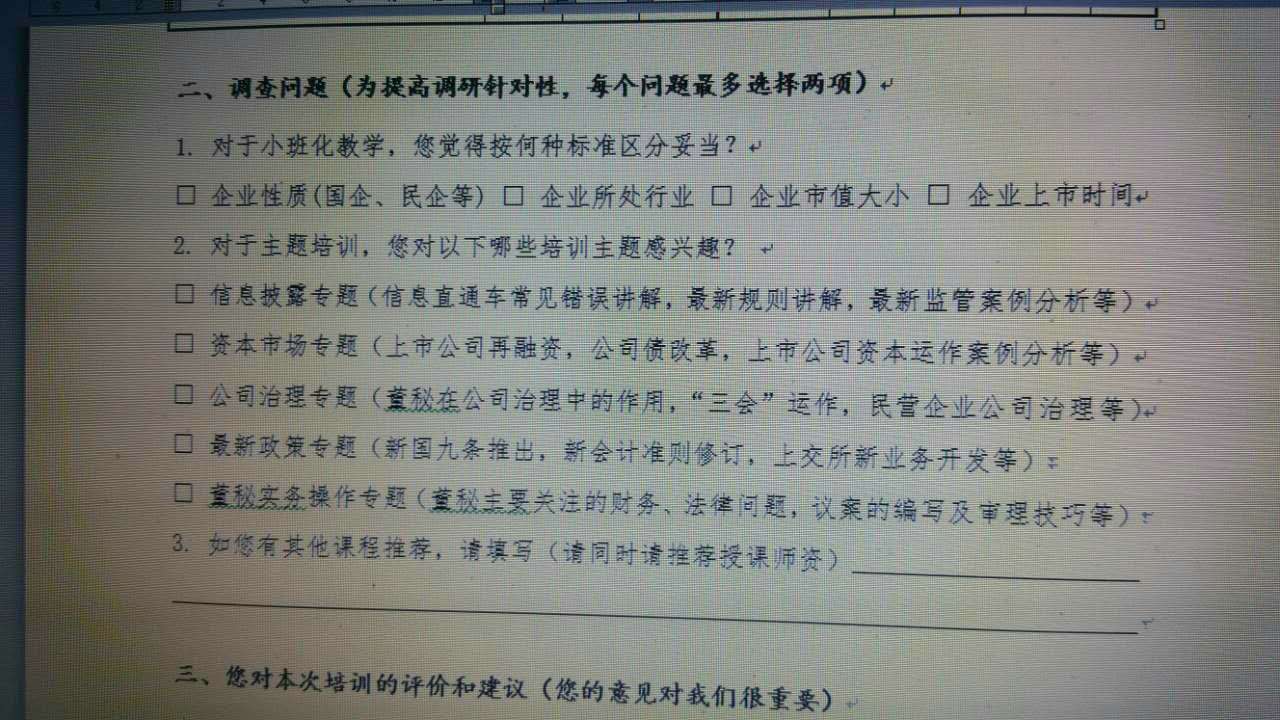 二、调查问题（为提高调研针对性，每个问题最多选择两项）
1. 对于小班化教学，您觉得按何种标准区分妥当？
□ 企业性质(国企、民企等) □ 企业所处行业 □ 企业市值大小 □ 企业上市时间
2. 对于主题培训，您对以下哪些培训主题感兴趣？
□ 信息披露专题（信息直通车常见错误讲解，最新规则讲解，最新监管案例分析等）
□ 资本市场专题（上市公司再融资，公司债改革，上市公司资本运作案例分析等）
□ 公司治理专题（董秘在公司治理中的作用，“三会”运作，民营企业公司治理等）
□ 最新政策专题（新国九条推出，新会计准则修订，上交所新业务开发等）
□ 董秘实务操作专题（董秘主要关注的财务、法律问题，议案的编写及审理技巧等）
3. 如您有其他课程推荐，请填写（请同时请推荐授课师资）
三、您对本次培训的评价和建议（您的意见对我们很重要）